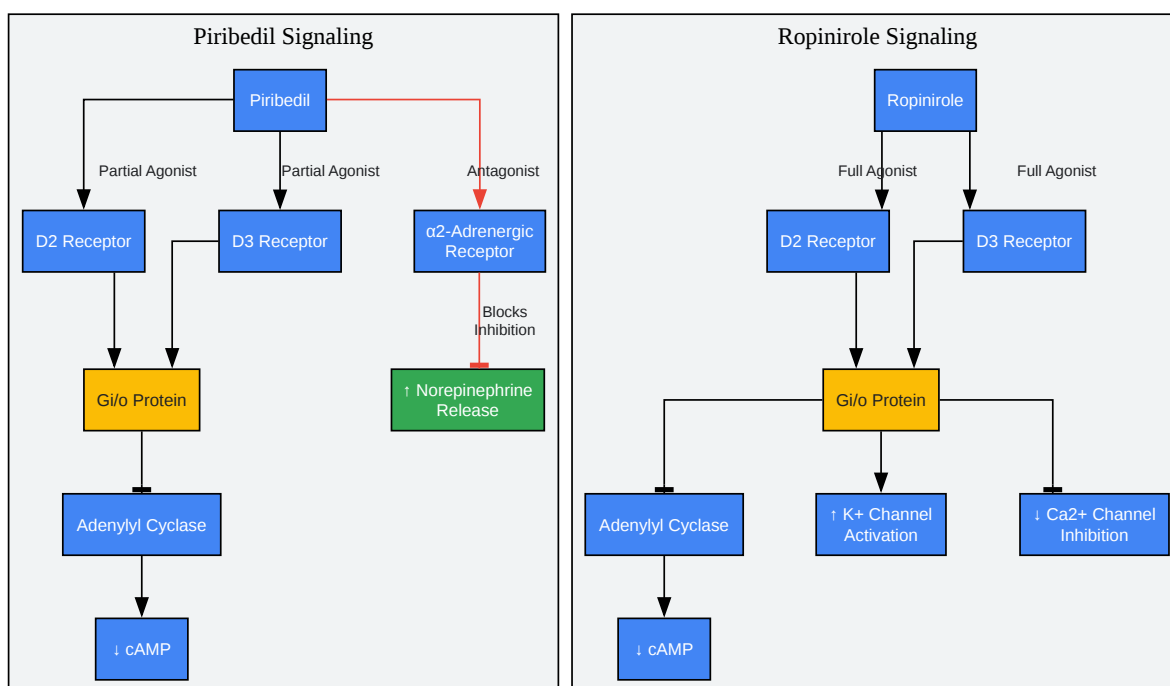 Piribedil Signaling
Piribedil
Partial Agonist
Partial Agonist
Antagonist
D2 Receptor
D3 Receptor
α2-Adrenergic
Receptor
Blocks
Inhibition
Gi/o Protein
↑ Norepinephrine
Release
Adenylyl Cyclase
↓ cAMP
Ropinirole Signaling
Ropinirole
Full Agonist
Full Agonist
D2 Receptor
D3 Receptor
Gi/o Protein
Adenylyl Cyclase
↑ K+ Channel
Activation
↓ Ca2+ Channel
Inhibition
↓ cAMP